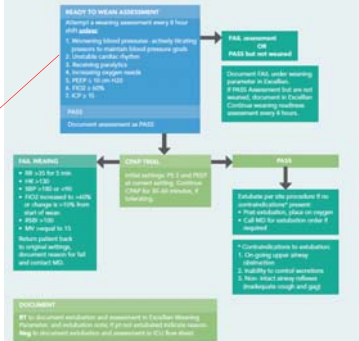 READY TO WEAN ASSESSMENT
Attempt a weaning assessment every 8 hour
shift unless:
1. Worsening blood pressures- actively titrating
pressors to maintain blood pressure goals
2. Unstable cardiac rhythm
3. Receiving paralytics
4. Increasing oxygen needs
5. PEEP ≥ 10 cm H20
6. FiO2 ≥ 60%
7. ICP ≥ 15
PASS
Document assessment as PASS
FAIL assessment
OR
PASS but not weaned
Document FAIL under weaning
parameter in Excellian.
If PASS Assessment but are not
weaned, document in Excellian
Continue weaning readiness
assessment every 8 hours.
FAIL WEANING
• RR >35 for 5 min
• HR >130
• SBP >180 or <90
• FiO2 increased to >60%
or change is >10% from
start of wean
• RSBI >100
• MV >equal to 15
Return patient back
to original settings,
document reason for fail
and contact MD.
CPAP TRIAL
Initial settings: PS 5 and PEEP
at current setting. Continue
CPAP for 30-60 minutes, if
tolerating.
PASS
Extubate per site procedure if no
contraindications* present
• Post extubation, place on oxygen
• Call MD for extubation order if
required
* Contraindications to extubation:
1. On-going upper airway
obstruction
2. Inability to control secretions
3. Non- intact airway reflexes
(inadequate cough and gag)
DOCUMENT
RT to document extubation and assessment in Excellian Weaning
Parameter and extubation note, if pt not extubated indicate reason.
to document extubation and assessment in ICU flow sheet.